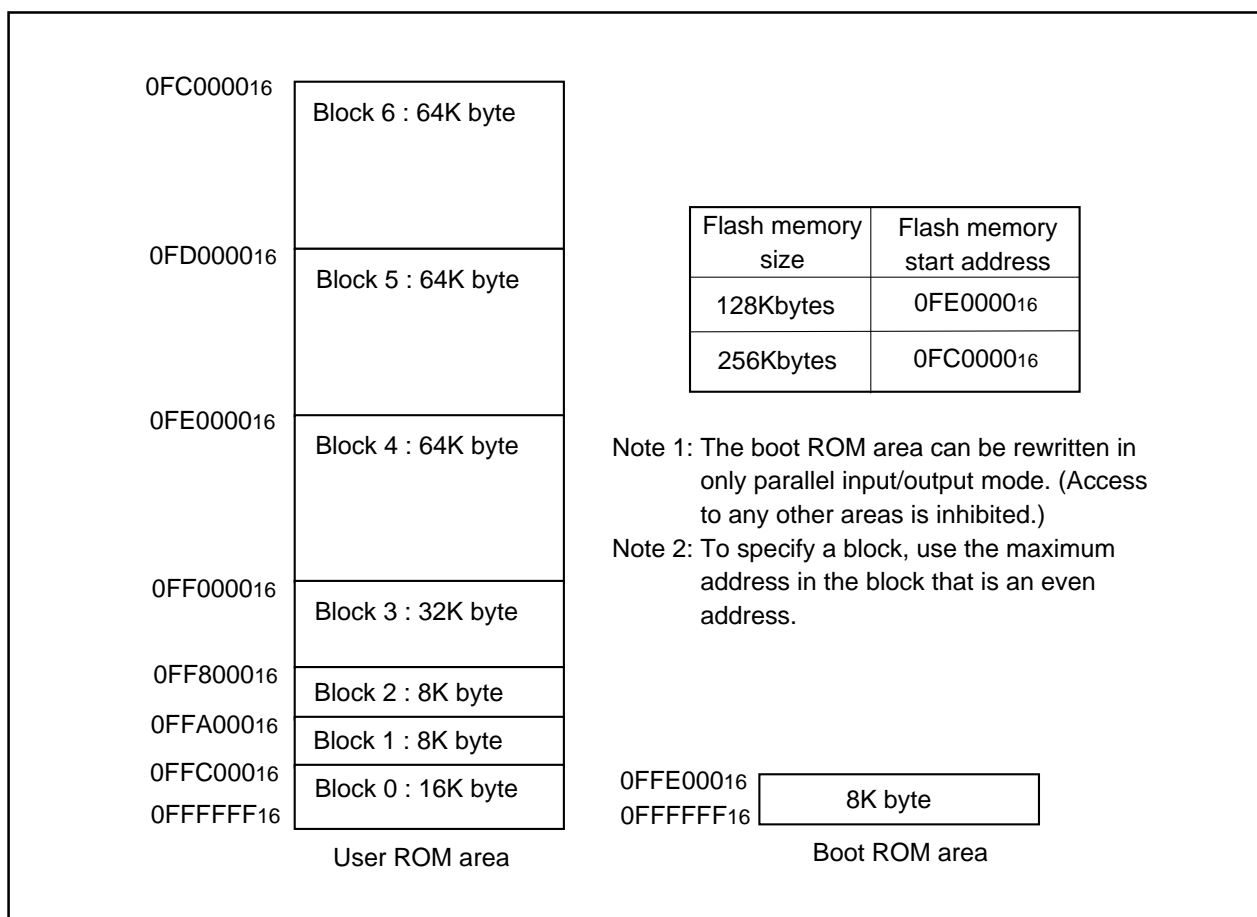 0FC000016
Block 6 : 64K byte
0FD000016
Block 5 : 64K byte
0FE000016
Block 4 : 64K byte
0FF000016
Block 3 : 32K byte
0FF800016
Block 2 : 8K byte
0FFA00016
Block 1 : 8K byte
0FFC00016
Block 0 : 16K byte
0FFFFFF16
User ROM area
Flash memory size
Flash memory start address
128Kbytes
0FE000016
256Kbytes
0FC000016
Note 1: The boot ROM area can be rewritten in
only parallel input/output mode. (Access
to any other areas is inhibited.)
Note 2: To specify a block, use the maximum
address in the block that is an even
address.
0FFE00016
8K byte
0FFFFFF16
Boot ROM area